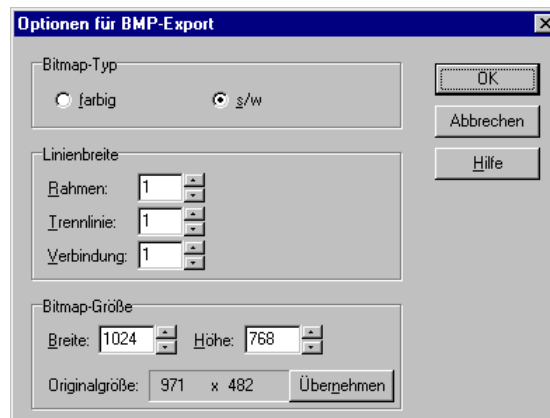 Optionen für BMP-Export
Bitmap-Typ
farbig s/w
OK
Abbrechen
Hilfe
Linienbreite
Rahmen: 1
Trennlinie: 1
Verbindung: 1
Bitmap-Größe
Breite: 1024 Höhe: 768
Originalgröße: 971 x 482 Übernehmen